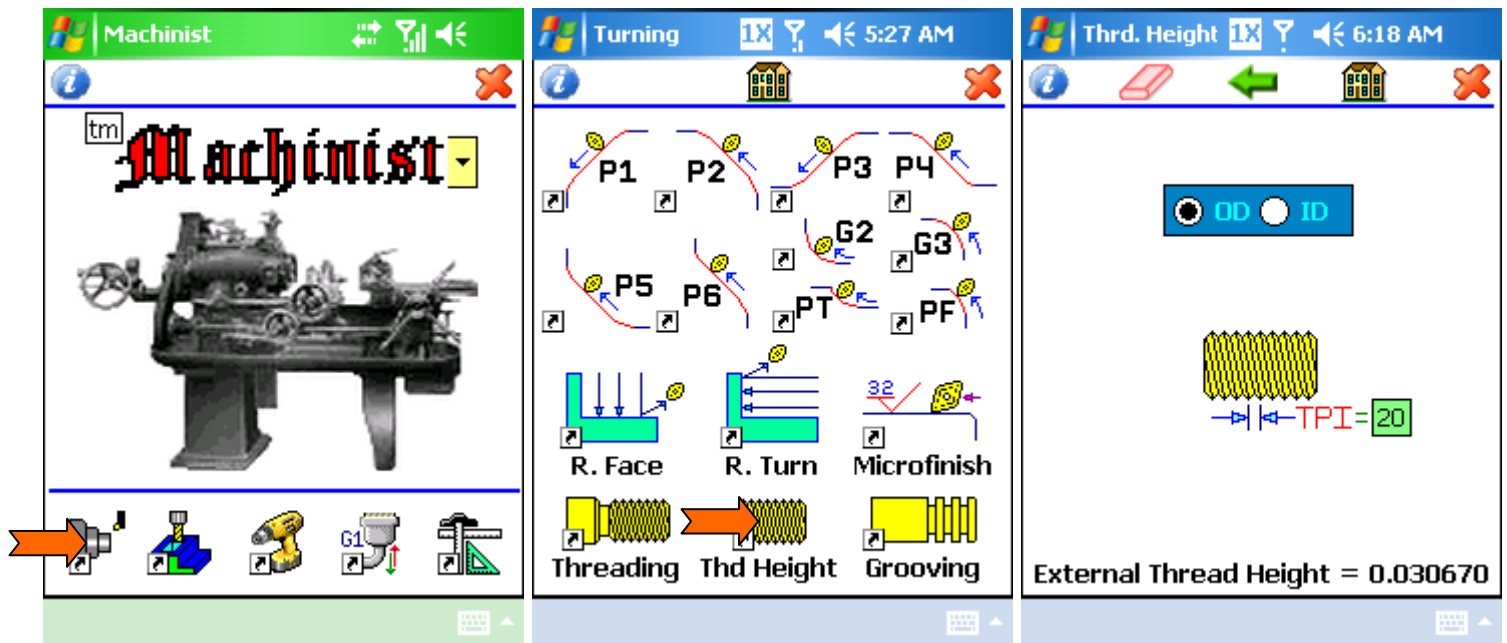 Machinist
tm
Machinist
G1
Turning 1X 5:27 AM
P1 P2 P3 P4
G2 G3
P5 P6 PT PF
32
R. Face R. Turn Microfinish
Threading Thd Height Grooving
Thrd. Height 1X 6:18 AM
OD ID
TPI=20
External Thread Height = 0.030670